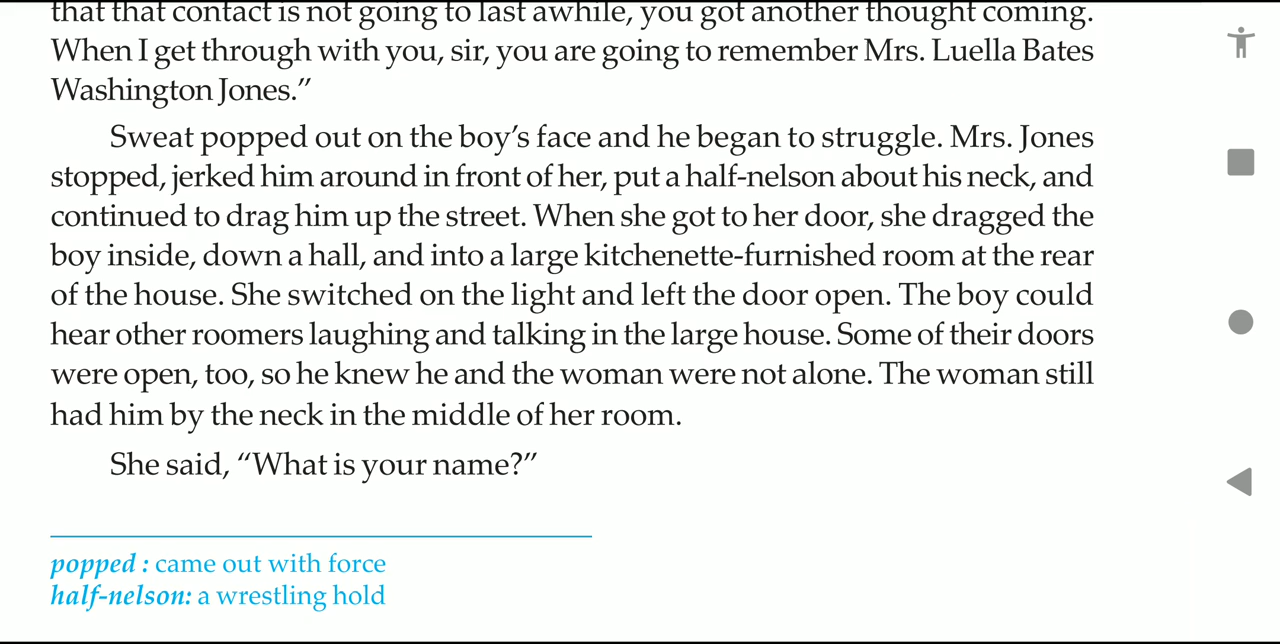 that that contact is not going to last awhile, you got another thought coming.
When I get through with you, sir, you are going to remember Mrs. Luella Bates
Washington Jones.”
Sweat popped out on the boy’s face and he began to struggle. Mrs. Jones
stopped, jerked him around in front of her, put a half-nelson about his neck, and
continued to drag him up the street. When she got to her door, she dragged the
boy inside, down a hall, and into a large kitchenette-furnished room at the rear
of the house. She switched on the light and left the door open. The boy could
hear other roomers laughing and talking in the large house. Some of their doors
were open, too, so he knew he and the woman were not alone. The woman still
had him by the neck in the middle of her room.
She said, “What is your name?”
popped : came out with force
half-nelson: a wrestling hold